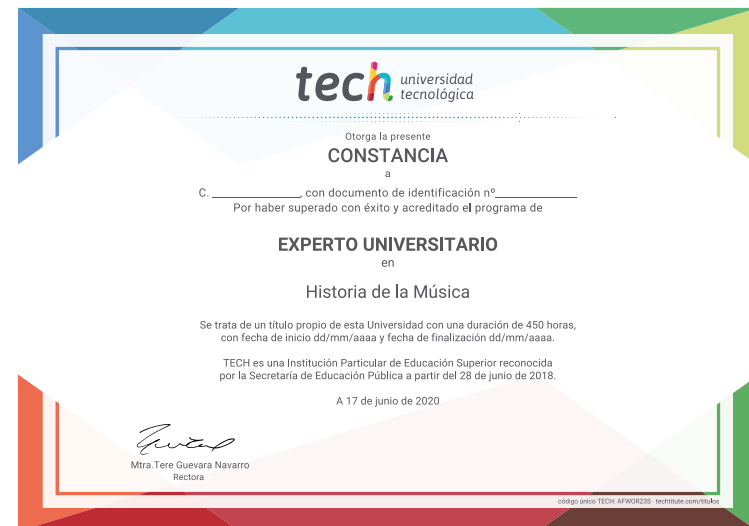 tech universidad
tecnológica
Otorga la presente
CONSTANCIA
a
C. ______________, con documento de identificación nº______________
Por haber superado con éxito y acreditado el programa de
EXPERTO UNIVERSITARIO
en
Historia de la Música
Se trata de un título propio de esta Universidad con una duración de 450 horas,
con fecha de inicio dd/mm/aaaa y fecha de finalización dd/mm/aaaa.
TECH es una Institución Particular de Educación Superior reconocida
por la Secretaría de Educación Pública a partir del 28 de junio de 2018.
A 17 de junio de 2020
Mtra.Tere Guevara Navarro
Rectora
código único TECH: AFWOR23S techtitute.com/titulos